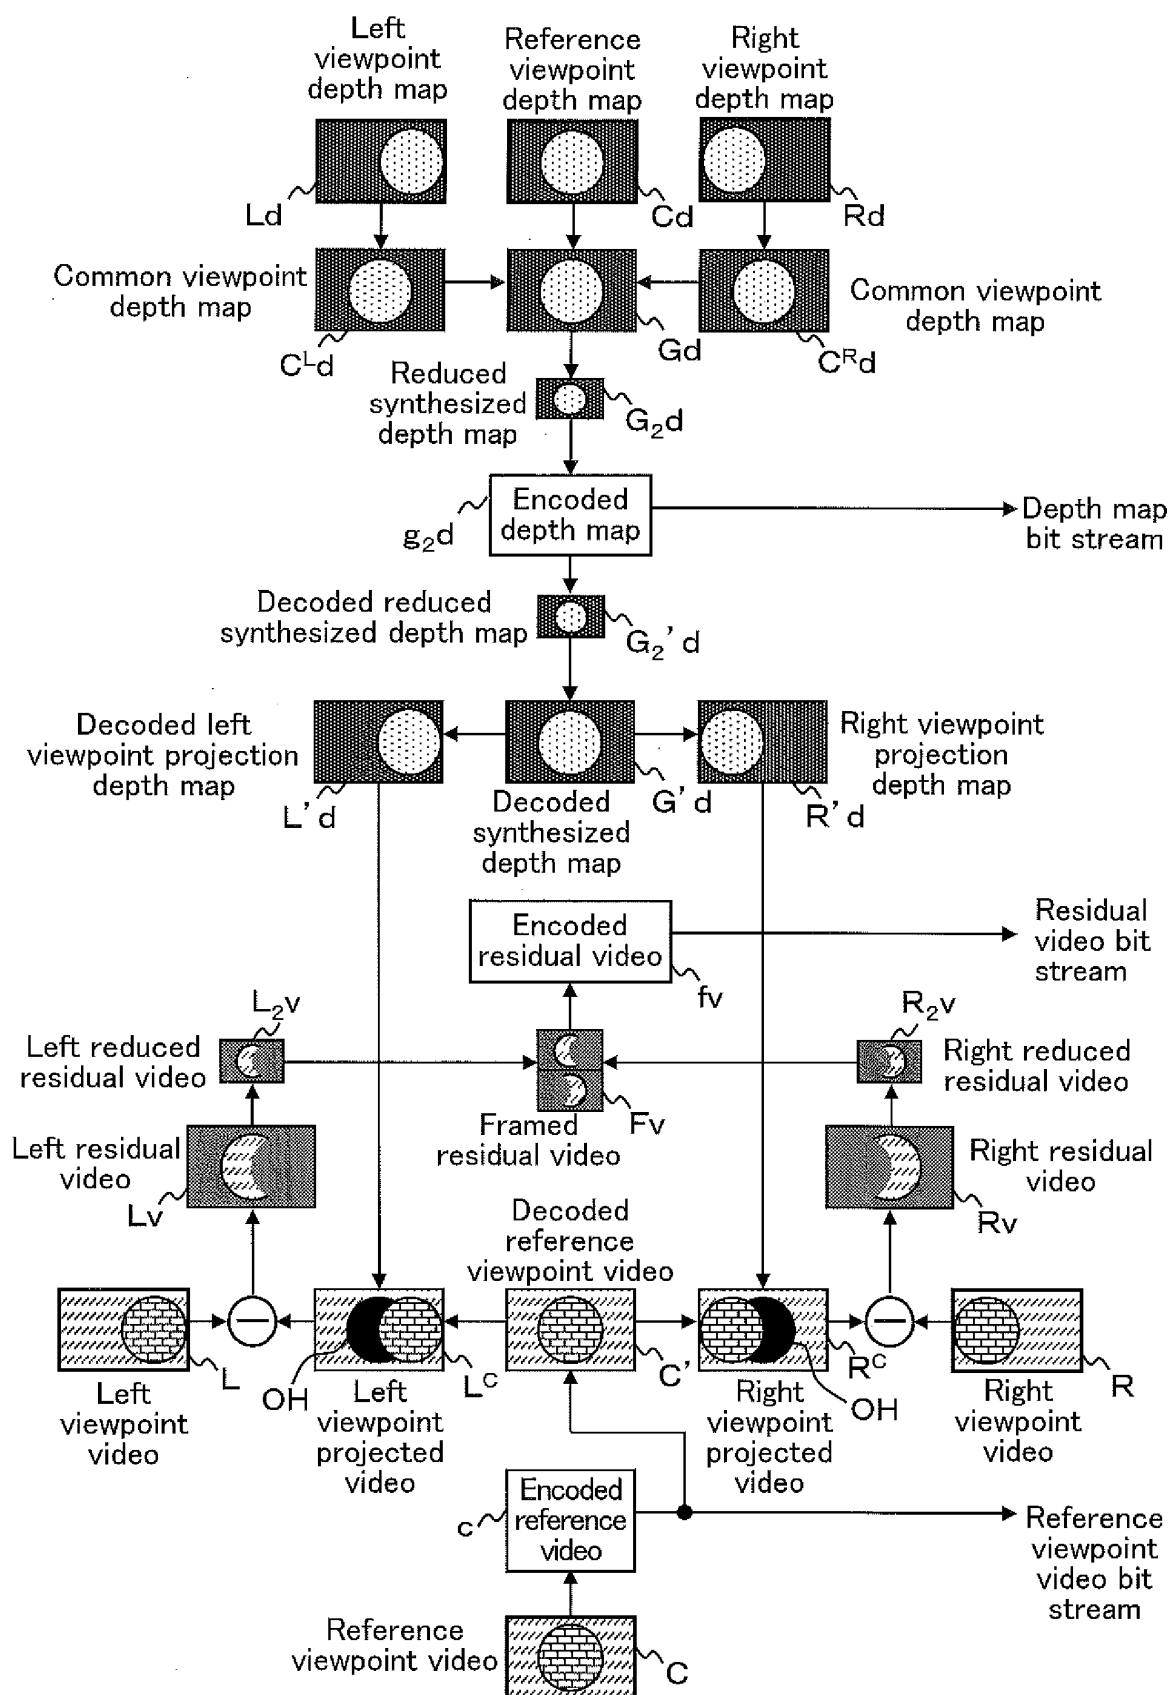 Left
viewpoint
depth map
Reference
viewpoint
depth map
Right
viewpoint
depth map
Ld
Cd
Rd
Common viewpoint
depth map
Common viewpoint
depth map
CLd
Gd
CRd
Reduced
synthesized
depth map
G2d
Encoded
depth map
g2d
Depth map
bit stream
Decoded reduced
synthesized depth map
G2'd
Decoded left
viewpoint projection
depth map
Right viewpoint
projection
depth map
L'd
Decoded
synthesized
depth map
G'd
R'd
Encoded
residual video
fv
Residual
video bit
stream
L2v
R2v
Left reduced
residual video
Right reduced
residual video
Framed
residual video
Fv
Left residual
video
Lv
Right residual
video
Rv
Decoded
reference
viewpoint video
L
OH
LC
C'
RC
OH
R
Left
viewpoint
video
Left
viewpoint
projected
video
Right
viewpoint
projected
video
Right
viewpoint
video
c
Encoded
reference
video
Reference
viewpoint
video bit
stream
Reference
viewpoint video
C